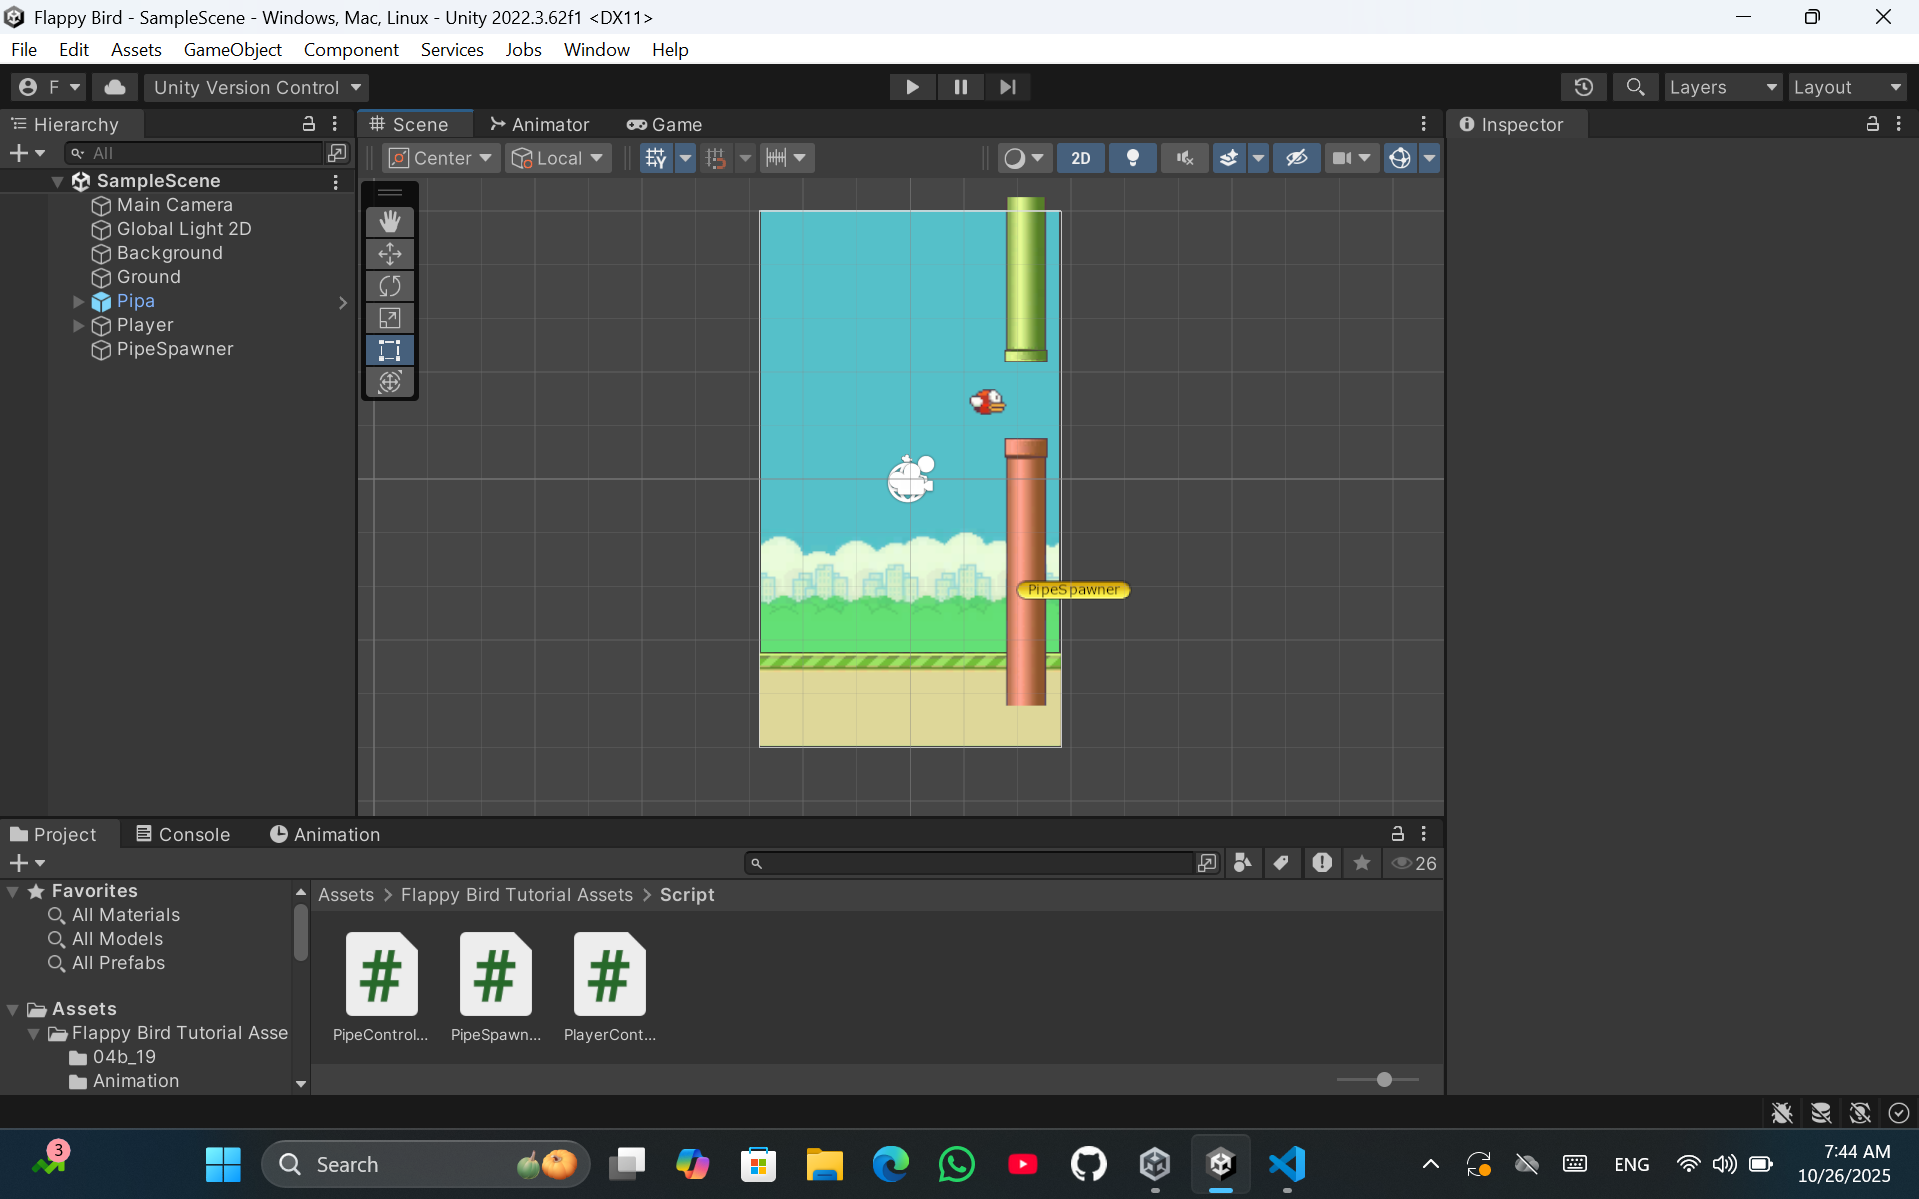 Flappy Bird - SampleScene - Windows, Mac, Linux - Unity 2022.3.62f1 <DX11>
File Edit Assets GameObject Component Services Jobs Window Help
F Unity Version Control Layers Layout
Hierarchy
All
SampleScene
Main Camera
Global Light 2D
Background
Ground
Pipa
Player
PipeSpawner
Scene Animator Game
Center Local 2D
PipeSpawner
Inspector
Project Console Animation
26
Favorites
All Materials
All Models
All Prefabs
Assets
Flappy Bird Tutorial Asse
04b_19
Animation
Assets > Flappy Bird Tutorial Assets > Script
PipeControl... PipeSpawn... PlayerCont...
3
Search
ENG
7:44 AM
10/26/2025